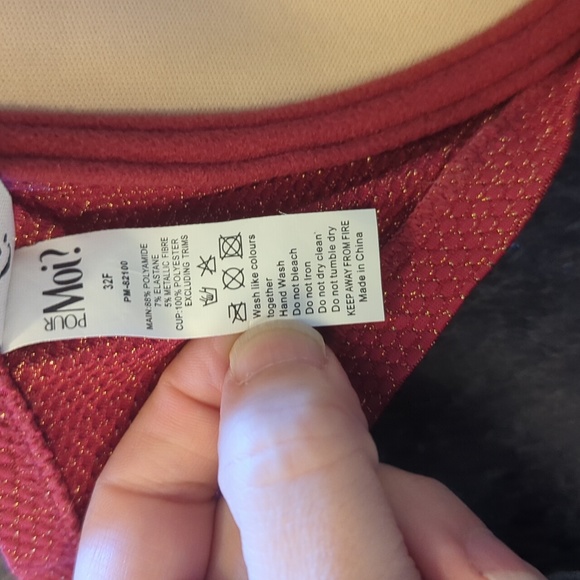 POUR
Moi?
32F
PM-82100
MAIN:88% POLYAMIDE
7% ELASTANE
5% METALLIC FIBRE
CUP:100% POLYESTER
EXCLUDING TRIMS
Wash like colours
together
Hand Wash
Do not bleach
Do not Iron
Do not dry clean
Do not tumble dry
KEEP AWAY FROM FIRE
Made in China